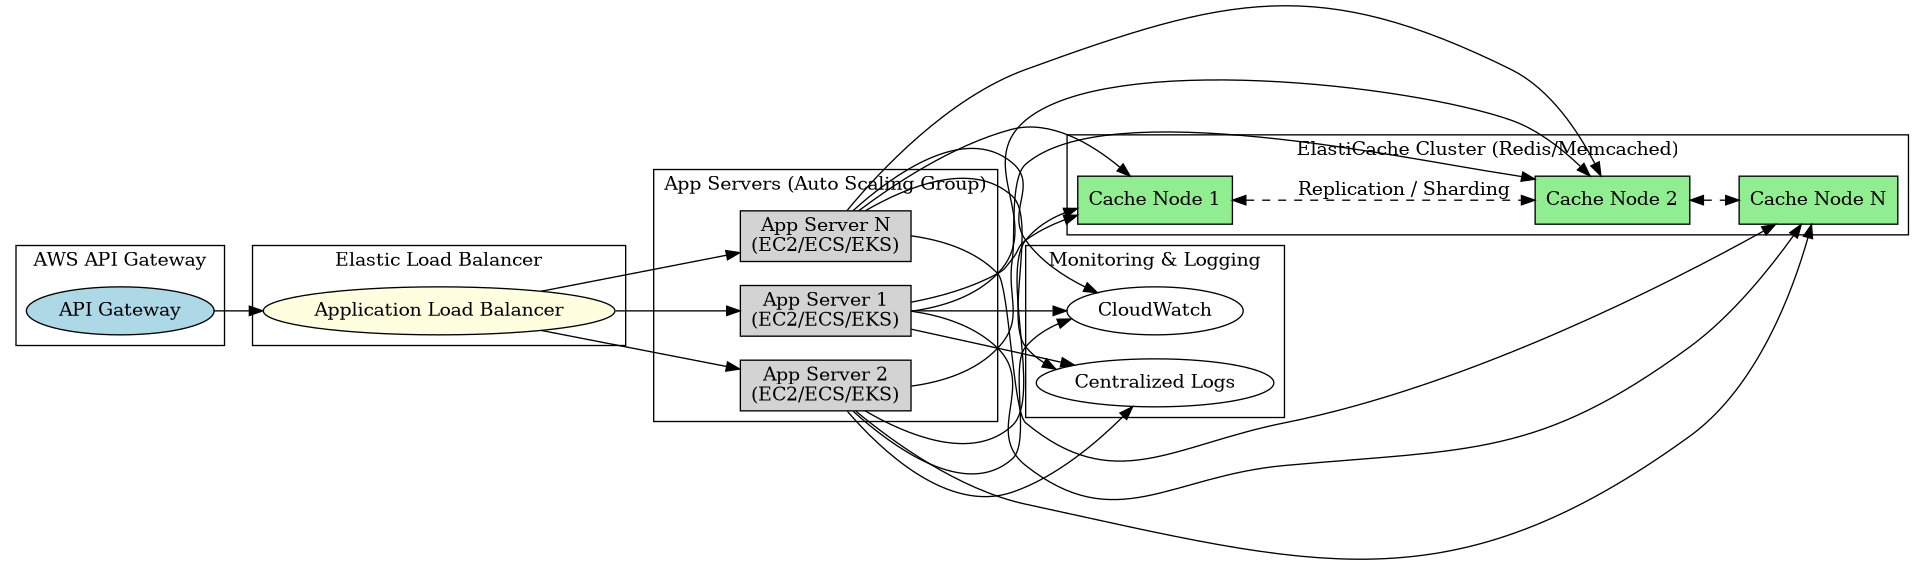 AWS API Gateway
API Gateway
Elastic Load Balancer
Application Load Balancer
App Servers (Auto Scaling Group)
App Server N
(EC2/ECS/EKS)
App Server 1
(EC2/ECS/EKS)
App Server 2
(EC2/ECS/EKS)
ElastiCache Cluster (Redis/Memcached)
Cache Node 1
Replication / Sharding
Cache Node 2
Cache Node N
Monitoring & Logging
CloudWatch
Centralized Logs